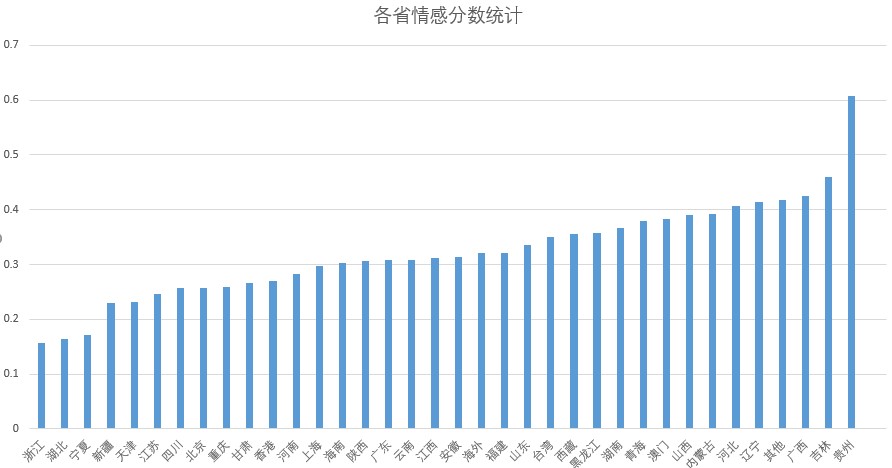 各省情感分数统计
0.7
0.6
0.5
0.4
0.3
0.2
0.1
0
浙江
湖北
宁夏
新疆
天津
江苏
四川
北京
重庆
甘肃
香港
河南
上海
海南
陕西
广东
云南
江西
安徽
海外
福建
山东
台湾
西藏
黑龙江
湖南
青海
澳门
山西
内蒙古
河北
辽宁
其他
广西
吉林
贵州